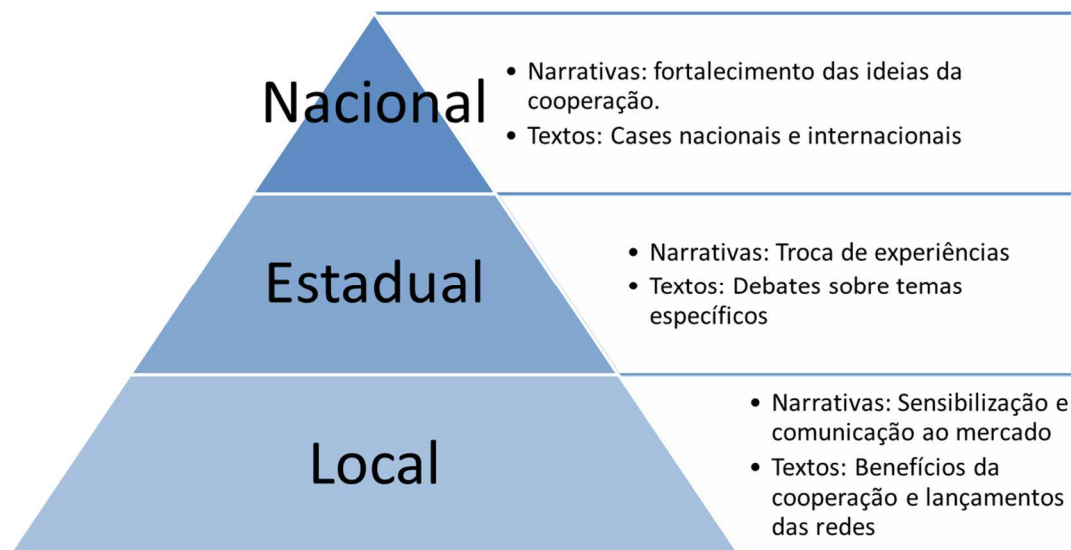 Nacional
• Narrativas: fortalecimento das ideias da
cooperação.
• Textos: Cases nacionais e internacionais
Estadual
• Narrativas: Troca de experiências
• Textos: Debates sobre temas
específicos
Local
• Narrativas: Sensibilização e
comunicação ao mercado
• Textos: Benefícios da
cooperação e lançamentos
das redes